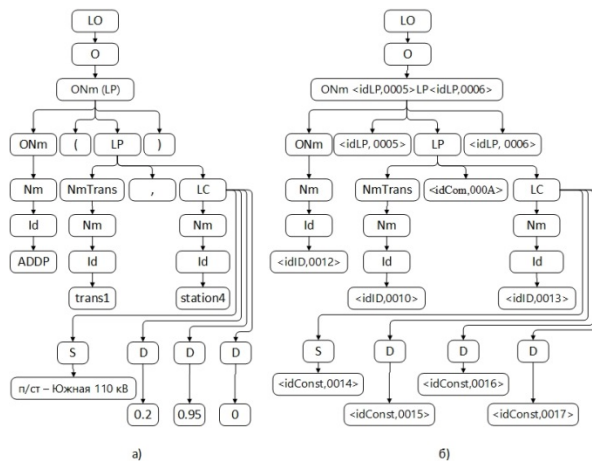 LO
O
ONm (LP)
ONm
(
LP
)
Nm
NmTrans
,
LC
Id
Nm
Nm
ADDP
Id
Id
trans1
station4
S
D
D
D
п/ст – Южная 110 кВ
0.2
0.95
0
а)
LO
O
ONm <idLP,0005>LP<idLP,0006>
ONm
<idLP, 0005>
LP
<idLP, 0006>
Nm
NmTrans
<idCom,000A>
LC
Id
Nm
Nm
<idID,0012>
Id
Id
<idID,0010>
<idID,0013>
S
D
D
D
<idConst,0014>
<idConst,0016>
<idConst,0015>
<idConst,0017>
б)